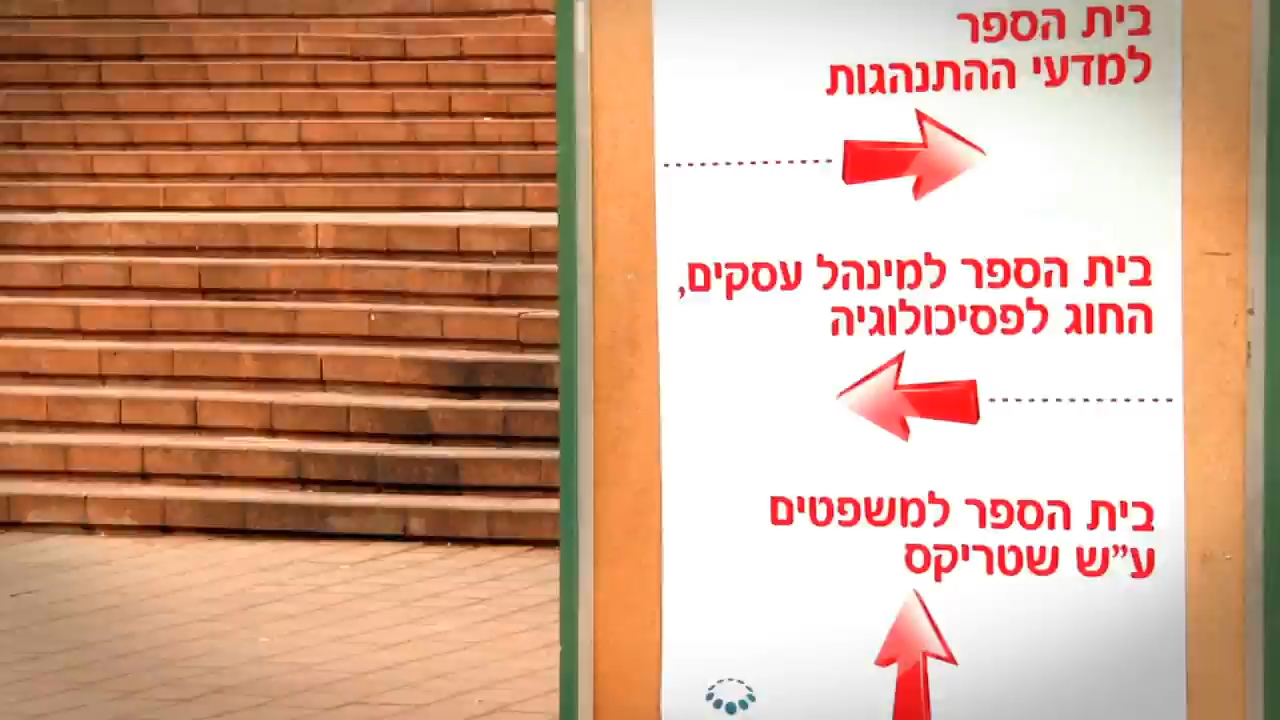 בית הספר
למדעי ההתנהגות
בית הספר למינהל עסקים,
החוג לפסיכולוגיה
בית הספר למשפטים
ע"ש שטריקס